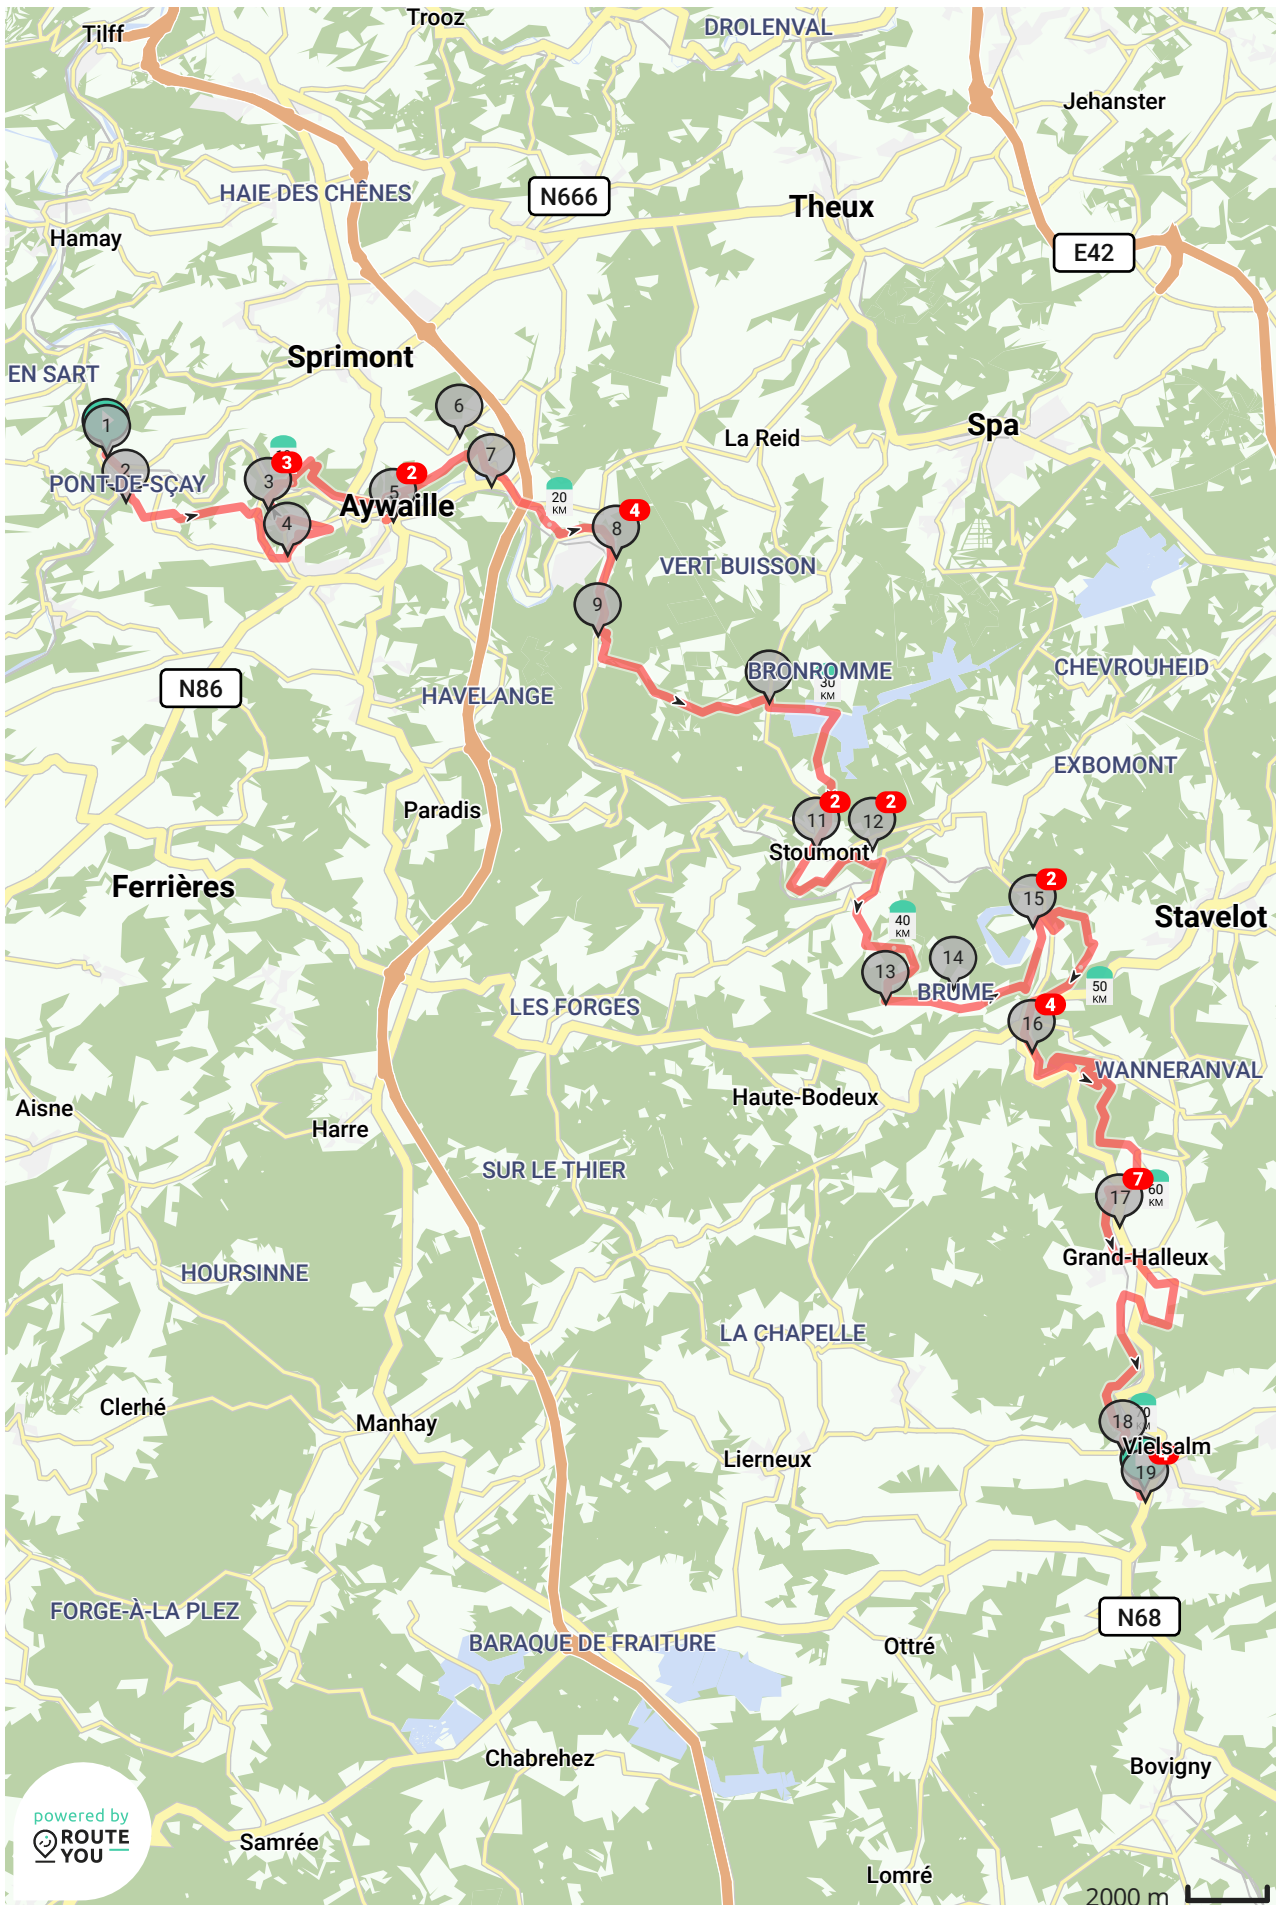 Tilff
Trooz
DROLENVAL
Jehanster
HAIE DES CHÊNES
N666
Theux
Hamay
E42
Sprimont
EN SART
6
1
Spa
La Reid
7
2
3
3
2
PONT-DE-SÇAY
5
Aywaille
20
KM
4
8
4
VERT BUISSON
9
BRONROMME
CHEVROUHEID
30
KM
N86
HAVELANGE
EXBOMONT
Paradis
2
2
11
12
Stoumont
Ferrières
2
15
Stavelot
40
KM
14
13
BRUME
50
KM
LES FORGES
4
16
WANNERANVAL
Haute-Bodeux
Aisne
Harre
SUR LE THIER
7
17
60
KM
Grand-Halleux
HOURSINNE
LA CHAPELLE
Clerhé
Manhay
18
Vielsalm
Lierneux
19
FORGE-À-LA PLEZ
N68
BARAQUE DE FRAITURE
Ottré
Chabrehez
Bovigny
powered by
ROUTE
YOU
Samrée
Lomré
2000 m